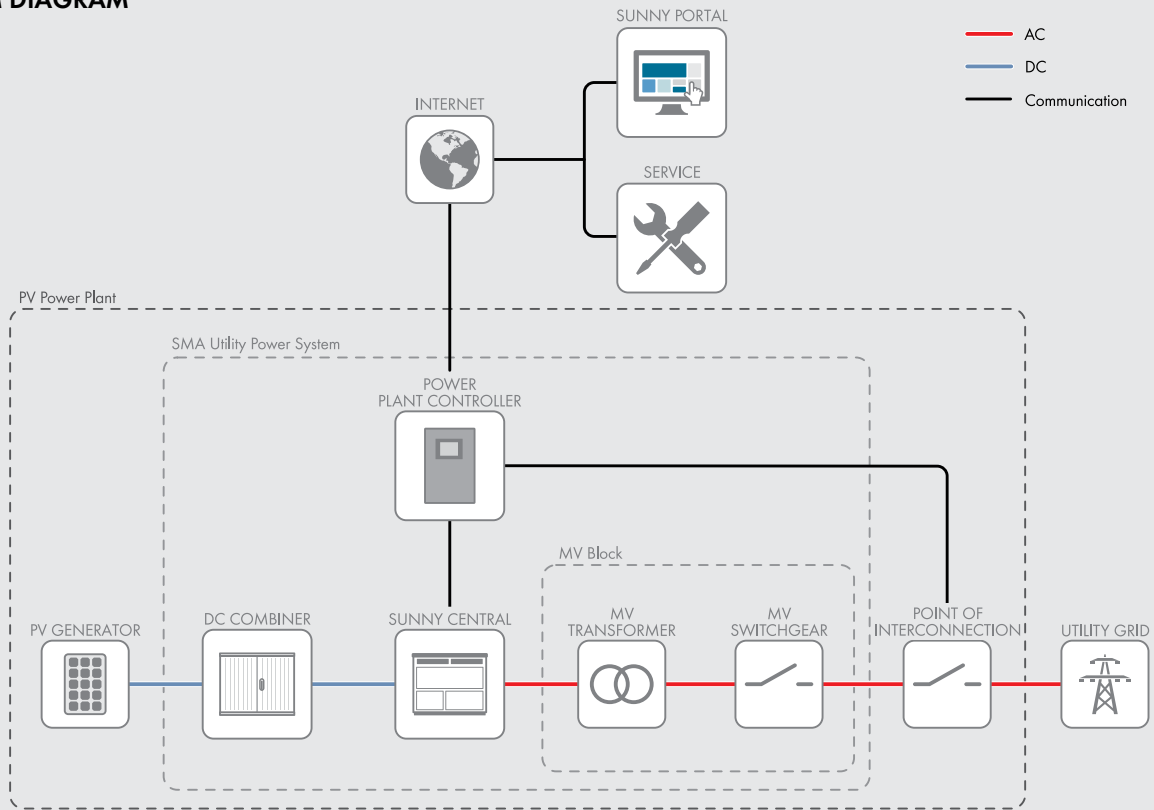 DIAGRAM
SUNNY PORTAL
AC
DC
Communication
INTERNET
SERVICE
PV Power Plant
SMA Utility Power System
POWER
PLANT CONTROLLER
MV Block
PV GENERATOR
DC COMBINER
SUNNY CENTRAL
MV
TRANSFORMER
MV
SWITCHGEAR
POINT OF
INTERCONNECTION
UTILITY GRID